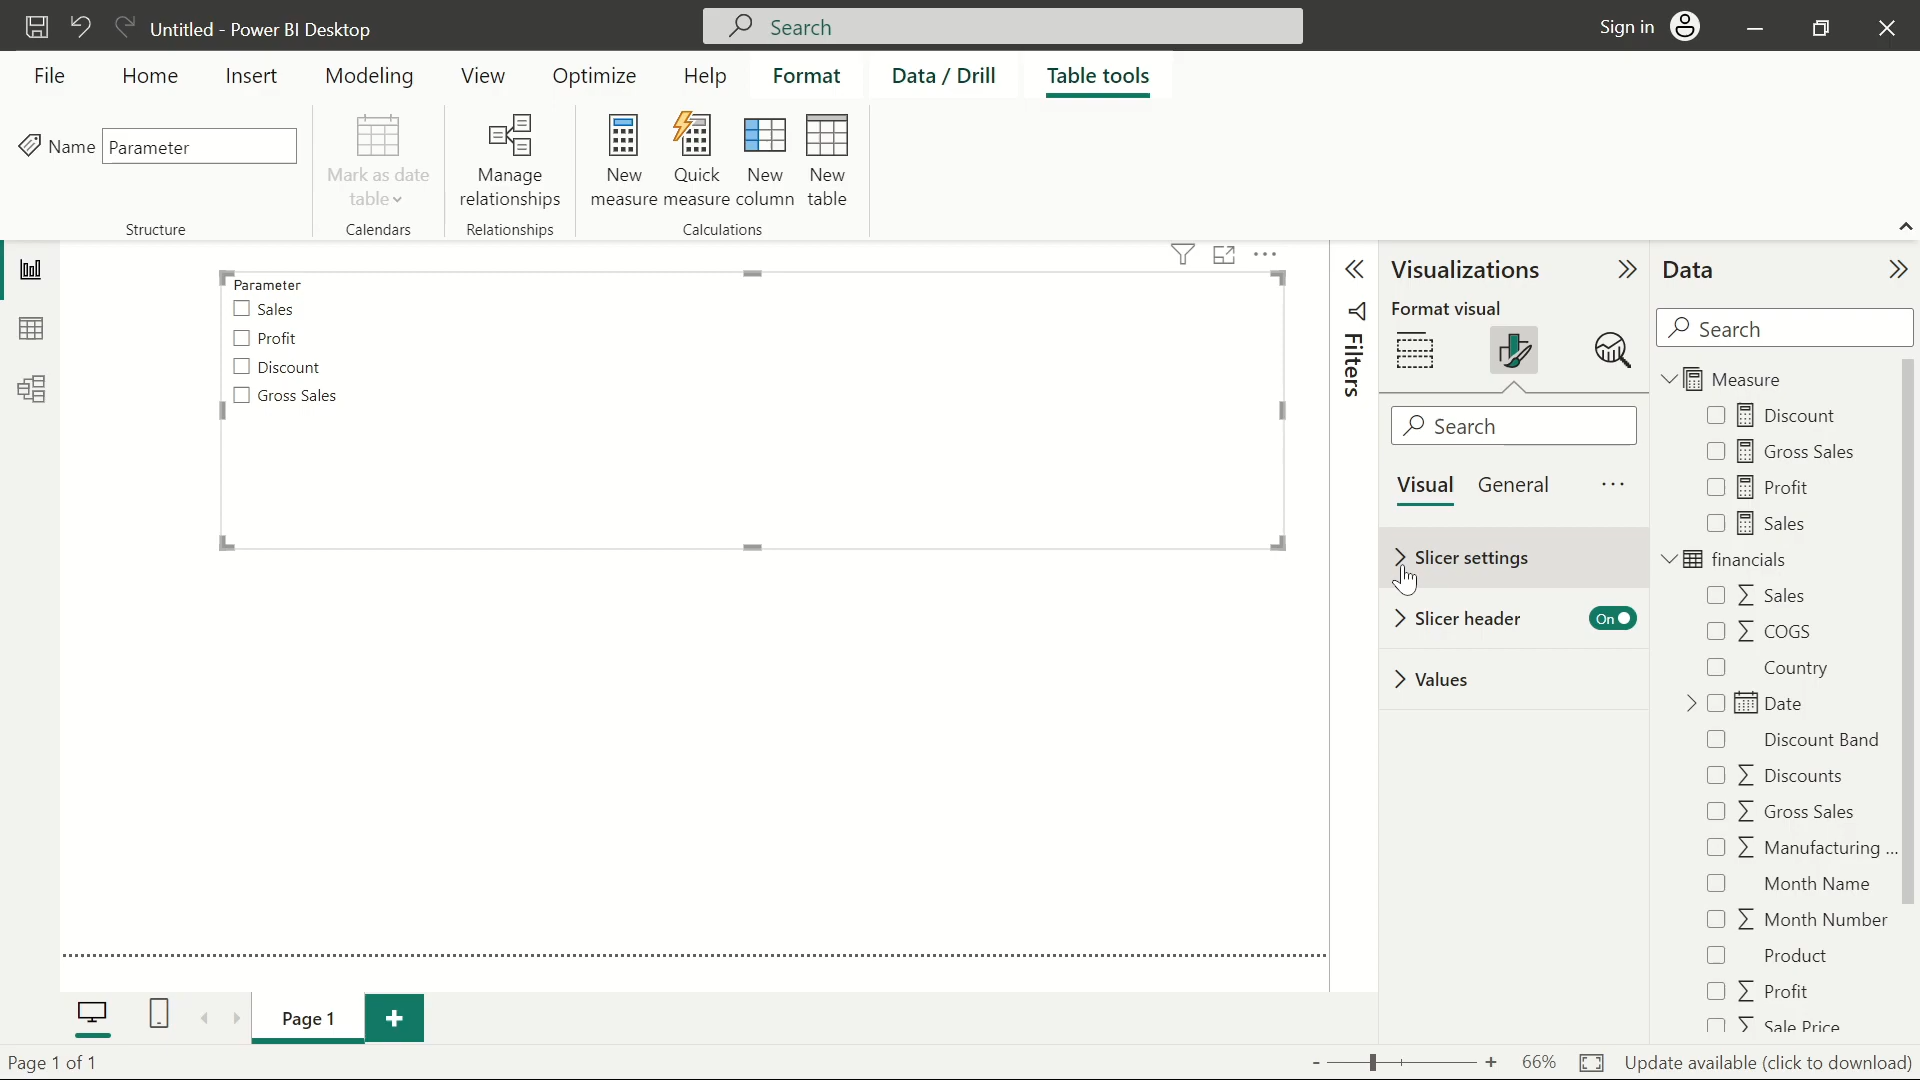 Untitled - Power BI Desktop
Search
Sign in
File Home Insert Modeling View Optimize Help Format Data / Drill Table tools
Name Parameter
Mark as date
table
Manage
relationships
New
measure
Quick
measure
New
column
New
table
Structure
Calendars
Relationships
Calculations
Parameter
Sales
Profit
Discount
Gross Sales
Filters
Visualizations
Format visual
Search
Visual General
Slicer settings
Slicer header On
Values
Data
Search
Measure
Discount
Gross Sales
Profit
Sales
financials
Sales
COGS
Country
Date
Discount Band
Discounts
Gross Sales
Manufacturing ...
Month Name
Month Number
Product
Profit
Sale Price
Page 1
Page 1 of 1
- + 66%
Update available (click to download)